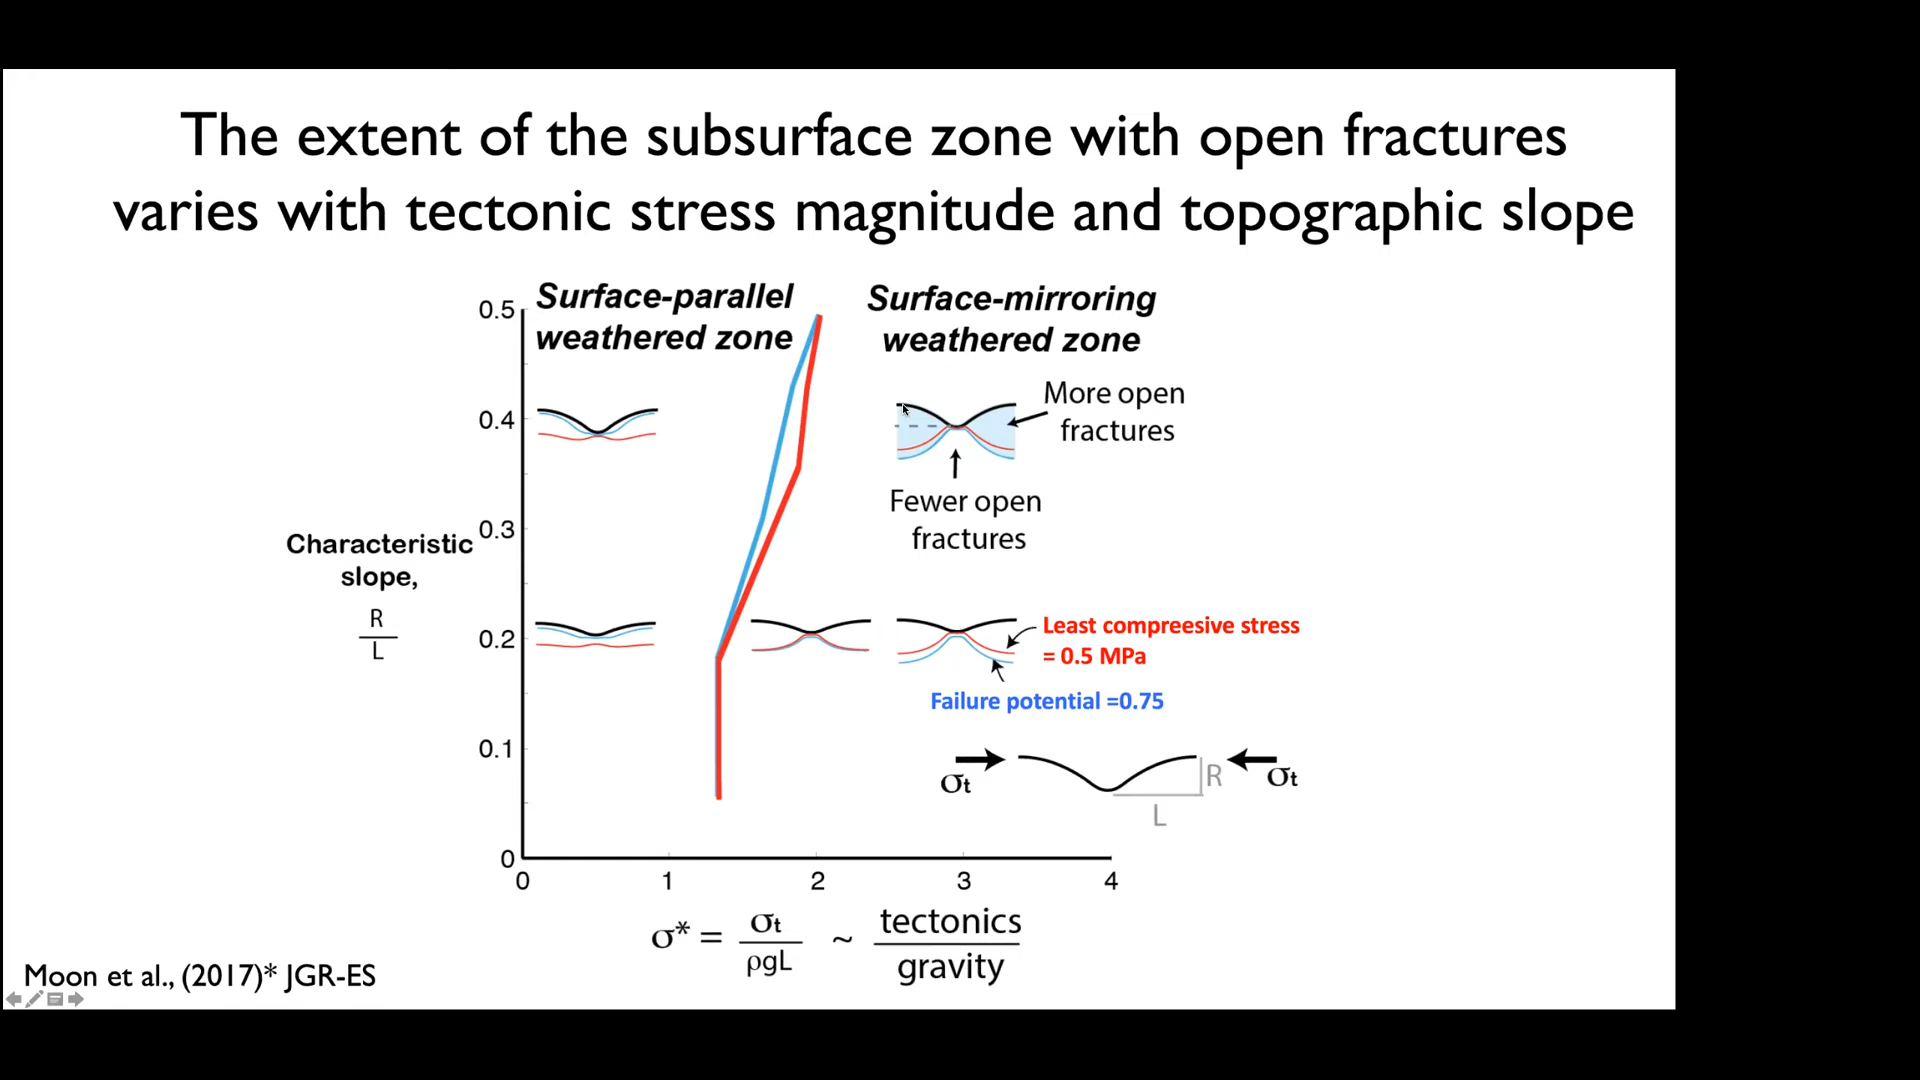 The extent of the subsurface zone with open fractures
varies with tectonic stress magnitude and topographic slope
Surface-parallel
weathered zone
Surface-mirroring
weathered zone
0.5
0.4
0.3
0.2
0.1
0
Characteristic
slope,
R
L
More open
fractures
Fewer open
fractures
Least compreesive stress
= 0.5 MPa
Failure potential =0.75
σt
R
σt
L
0 1 2 3 4
σ* = σt / ρgL ~ tectonics / gravity
Moon et al., (2017)* JGR-ES